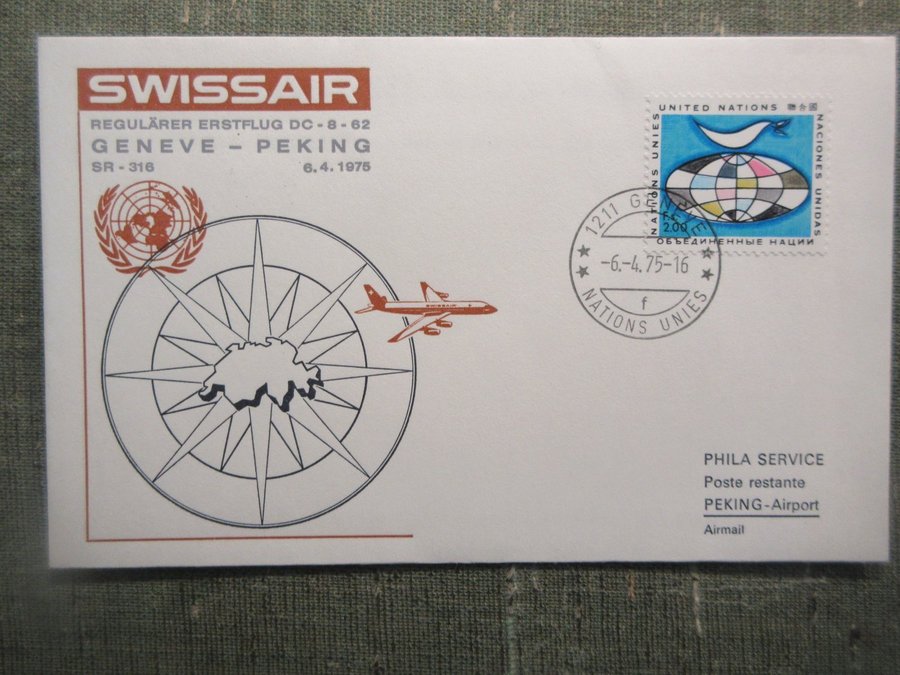 SWISSAIR
REGULÄRER ERSTFLUG DC-8-62
GENEVE - PEKING
SR-316 6.4.1975
SWISSAIR
UNITED NATIONS 聯合國
NATIONS UNIES
NACIONES UNIDAS
F.s.
2.00
ОБЪЕДИНЕННЫЕ НАЦИИ
1211 GENÈVE
-6.-4.75-16
f
NATIONS UNIES
PHILA SERVICE
Poste restante
PEKING-Airport
Airmail